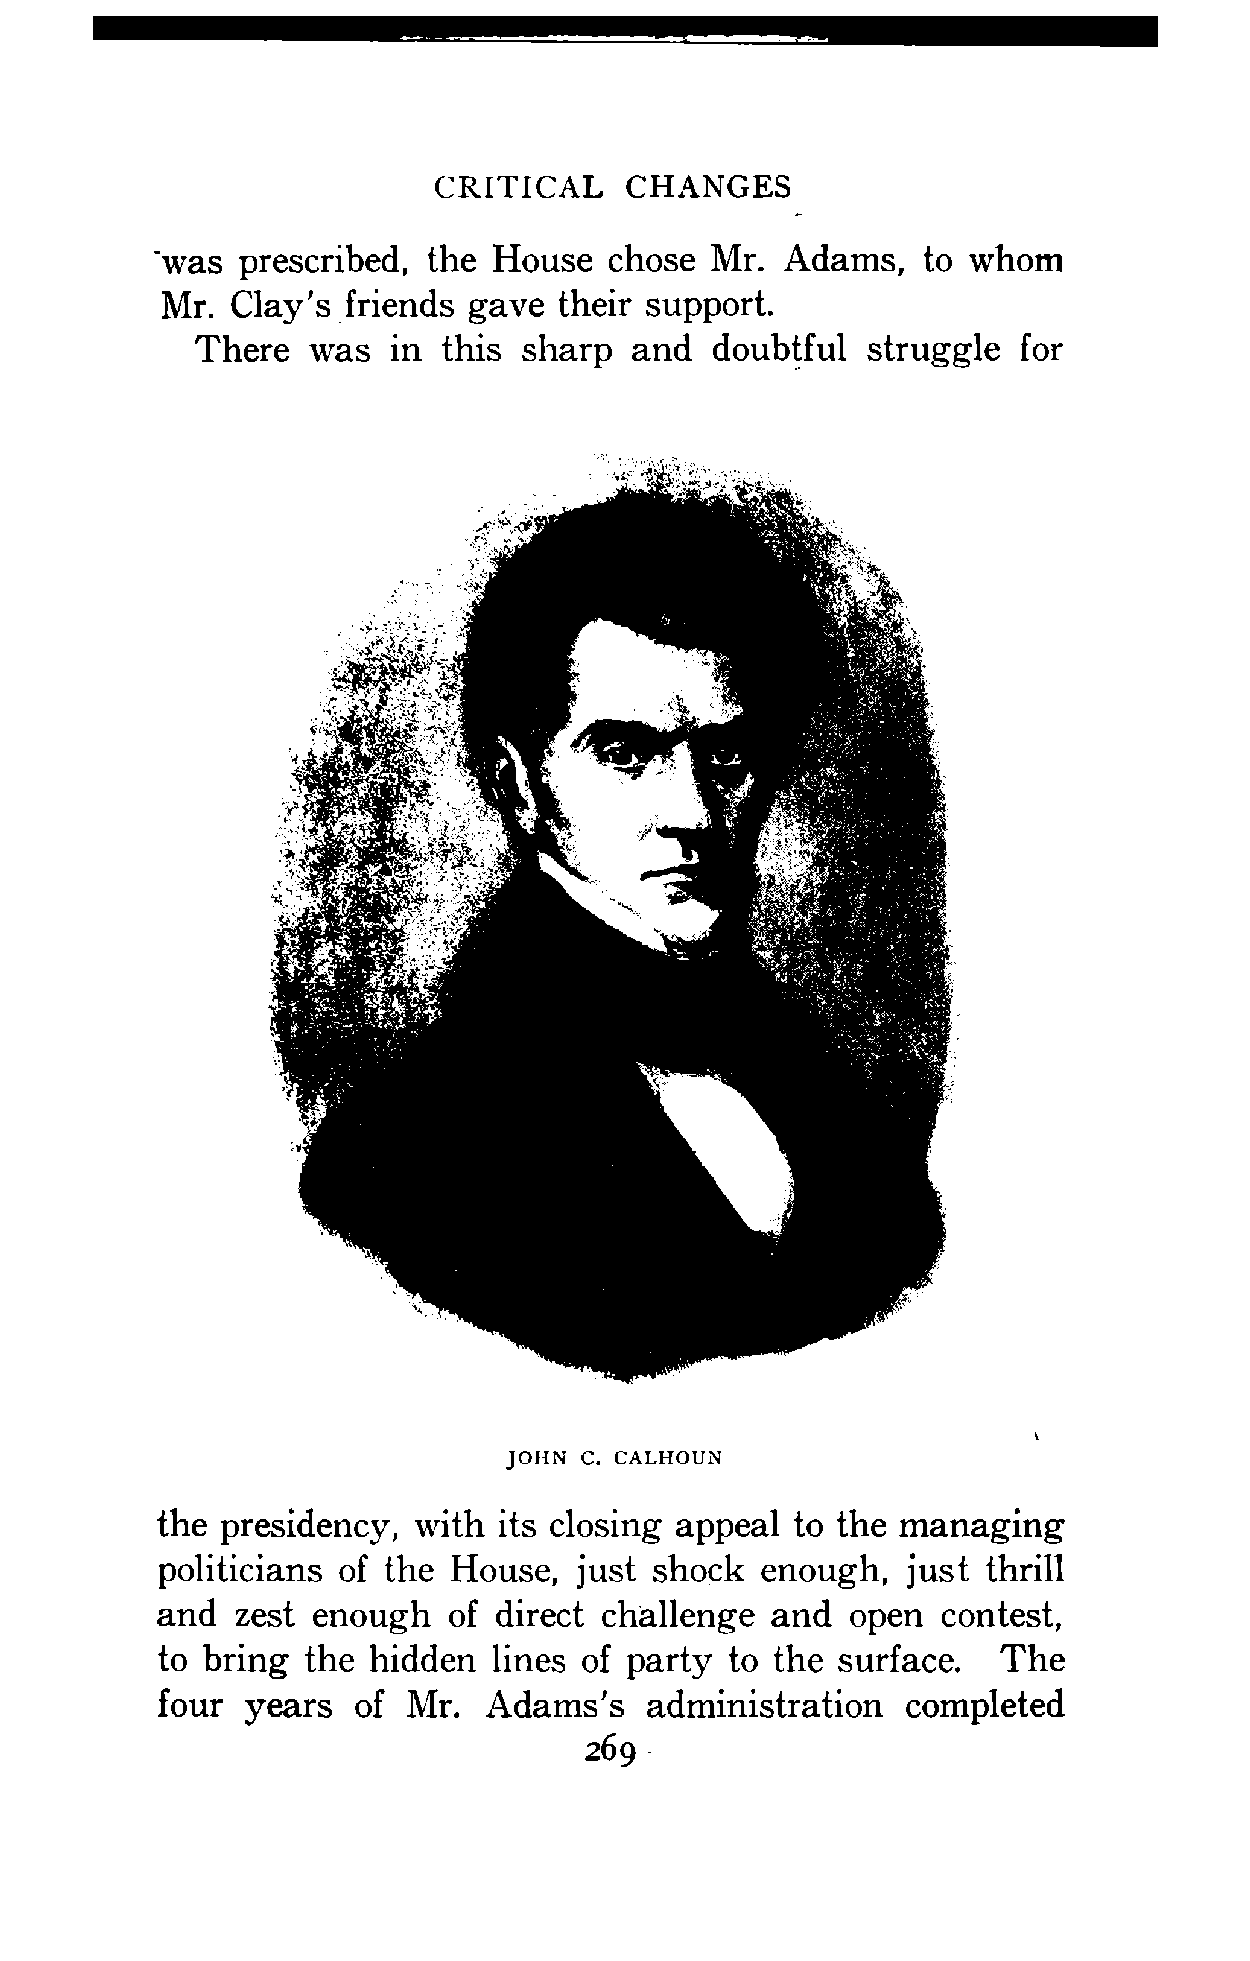 CRITICAL CHANGES
was prescribed, the House chose Mr. Adams, to whom
Mr. Clay's friends gave their support.
There was in this sharp and doubtful struggle for
JOHN C. CALHOUN
the presidency, with its closing appeal to the managing
politicians of the House, just shock enough, just thrill
and zest enough of direct challenge and open contest,
to bring the hidden lines of party to the surface. The
four years of Mr. Adams's administration completed
269